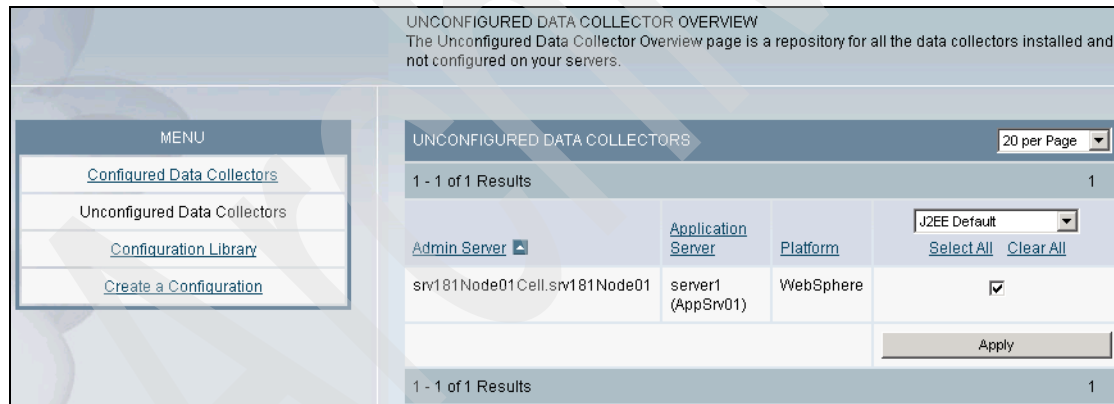 UNCONFIGURED DATA COLLECTOR OVERVIEW
The Unconfigured Data Collector Overview page is a repository for all the data collectors installed and
not configured on your servers.
MENU
Configured Data Collectors
Unconfigured Data Collectors
Configuration Library
Create a Configuration
UNCONFIGURED DATA COLLECTORS 20 per Page
1 - 1 of 1 Results 1
J2EE Default
Admin Server Application Server Platform Select All Clear All
srv181Node01Cell.srv181Node01 server1 (AppSrv01) WebSphere
Apply
1 - 1 of 1 Results 1